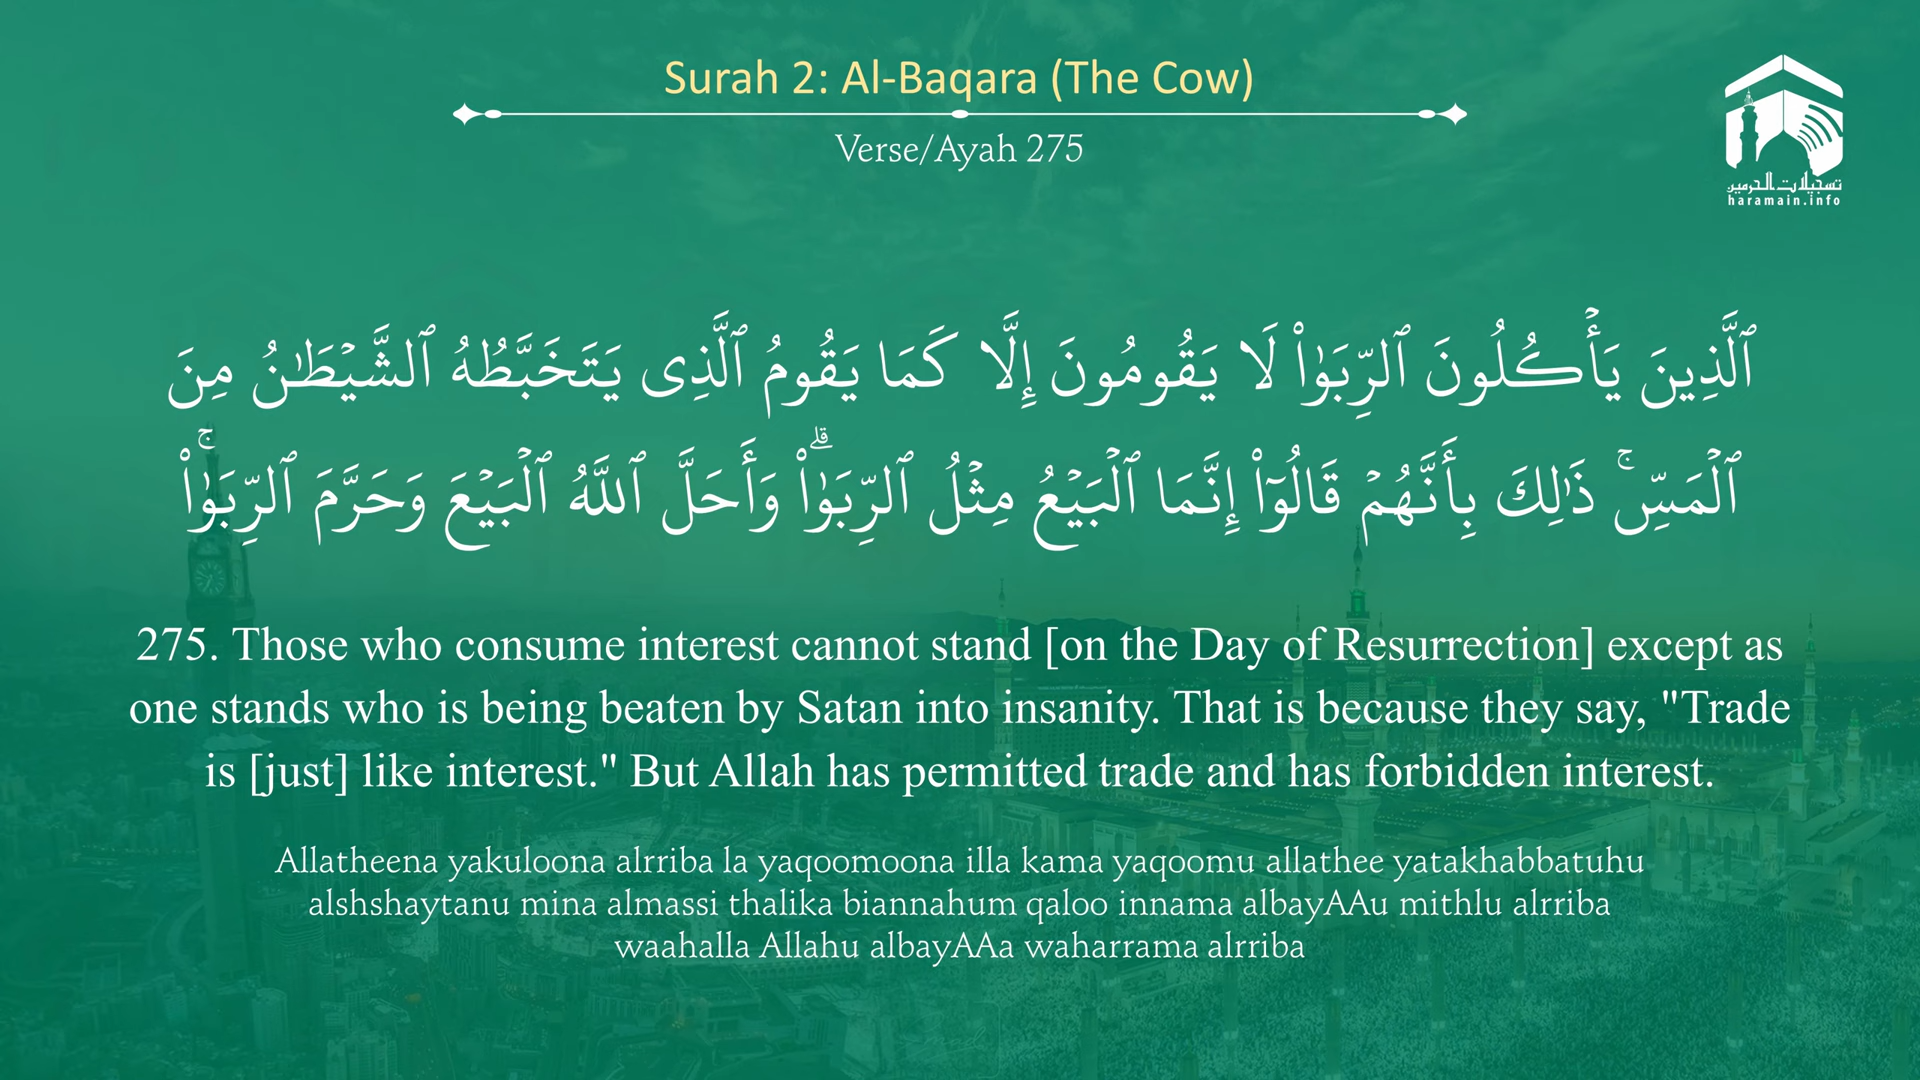 Surah 2: Al-Baqara (The Cow)
Verse/Ayah 275
تسجيلات الحرمين
haramain.info
ٱلَّذِينَ يَأۡكُلُونَ ٱلرِّبَوٰاْ لَا يَقُومُونَ إِلَّا كَمَا يَقُومُ ٱلَّذِى يَتَخَبَّطُهُ ٱلشَّيۡطَٰنُ مِنَ
ٱلۡمَسِّۚ ذَٰلِكَ بِأَنَّهُمۡ قَالُوٓاْ إِنَّمَا ٱلۡبَيۡعُ مِثۡلُ ٱلرِّبَوٰاْۗ وَأَحَلَّ ٱللَّهُ ٱلۡبَيۡعَ وَحَرَّمَ ٱلرِّبَوٰاْۚ
275. Those who consume interest cannot stand [on the Day of Resurrection] except as
one stands who is being beaten by Satan into insanity. That is because they say, "Trade
is [just] like interest." But Allah has permitted trade and has forbidden interest.
Allatheena yakuloona alrriba la yaqoomoona illa kama yaqoomu allathee yatakhabbatuhu
alshshaytanu mina almassi thalika biannahum qaloo innama albayAAu mithlu alrriba
waahalla Allahu albayAAa waharrama alrriba